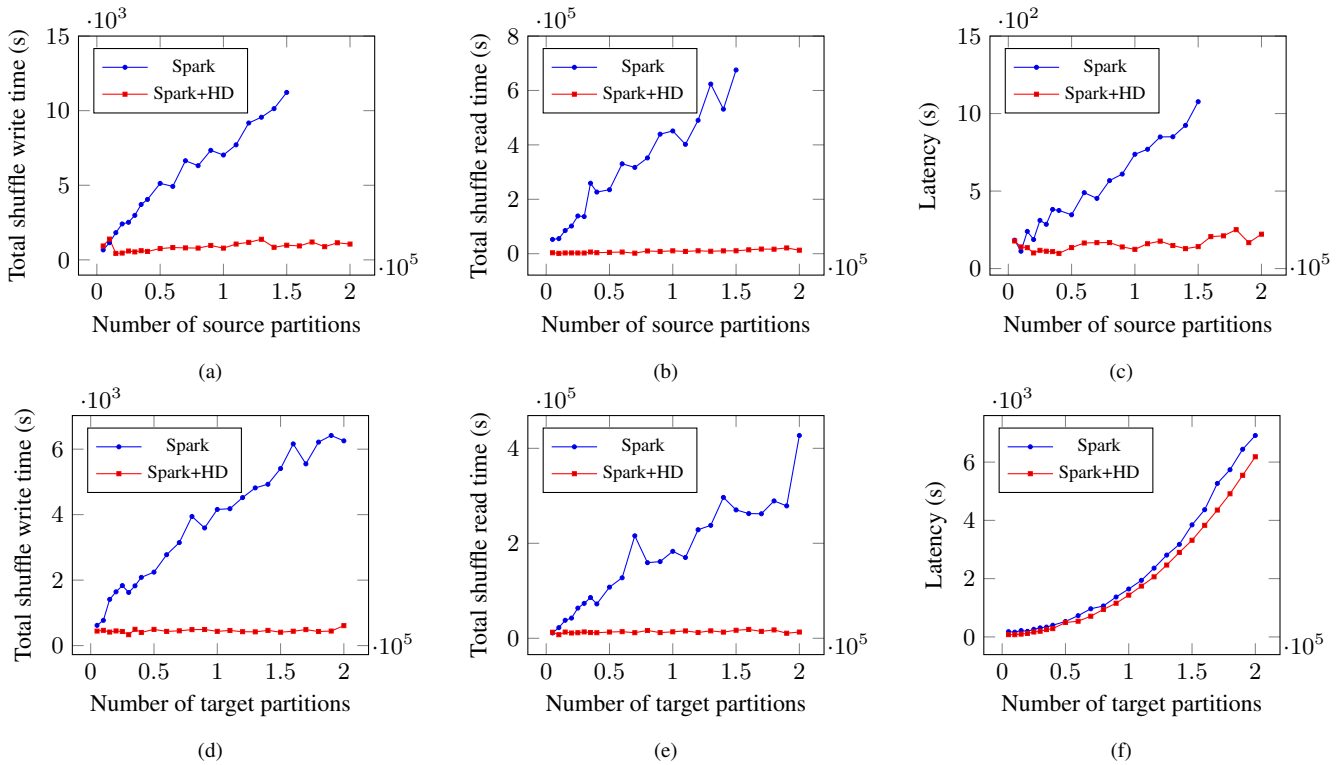 ·10³
Total shuffle write time (s)
15
10
5
0
Spark
Spark+HD
0 0.5 1 1.5 2
·10⁵
Number of source partitions
(a)
·10⁵
Total shuffle read time (s)
8
6
4
2
0
Spark
Spark+HD
0 0.5 1 1.5 2
·10⁵
Number of source partitions
(b)
·10²
Latency (s)
15
10
5
0
Spark
Spark+HD
0 0.5 1 1.5 2
·10⁵
Number of source partitions
(c)
·10³
Total shuffle write time (s)
6
4
2
0
Spark
Spark+HD
0 0.5 1 1.5 2
·10⁵
Number of target partitions
(d)
·10⁵
Total shuffle read time (s)
4
2
0
Spark
Spark+HD
0 0.5 1 1.5 2
·10⁵
Number of target partitions
(e)
·10³
Latency (s)
6
4
2
0
Spark
Spark+HD
0 0.5 1 1.5 2
·10⁵
Number of target partitions
(f)